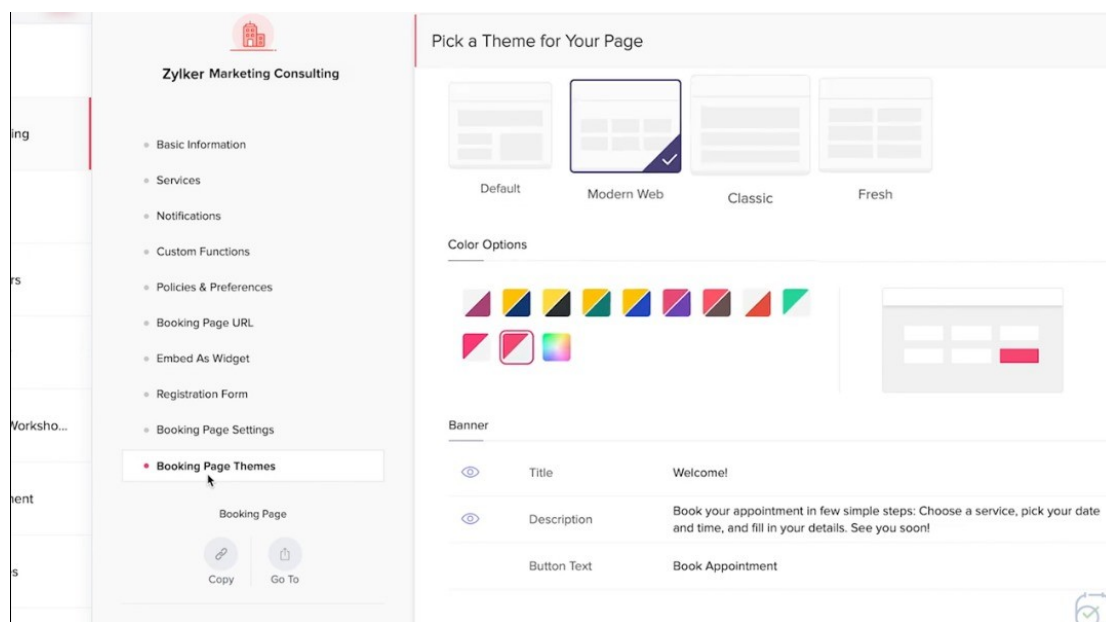 Zylker Marketing Consulting
Basic Information
Services
Notifications
Custom Functions
Policies & Preferences
Booking Page URL
Embed As Widget
Registration Form
Booking Page Settings
Booking Page Themes
Booking Page
Copy
Go To
ing
rs
Worksho...
nent
s
Pick a Theme for Your Page
Default
Modern Web
Classic
Fresh
Color Options
Banner
Title
Welcome!
Description
Book your appointment in few simple steps: Choose a service, pick your date
and time, and fill in your details. See you soon!
Button Text
Book Appointment